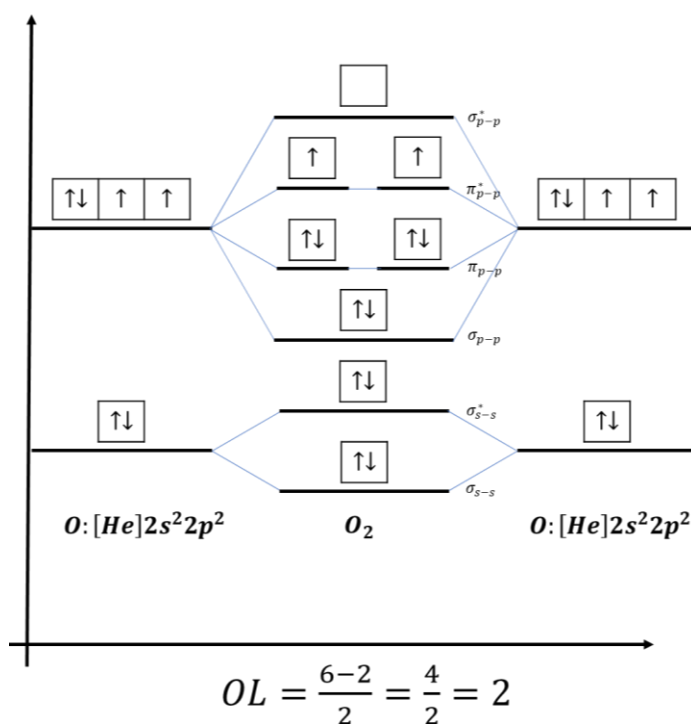 ↑↓ ↑ ↑
↑↓
↑↓
σ*ₚ₋ₚ
↑ ↑
π*ₚ₋ₚ
↑↓ ↑↓
πₚ₋ₚ
↑↓
σₚ₋ₚ
↑↓
σ*ₛ₋ₛ
↑↓
σₛ₋ₛ
↑↓ ↑ ↑
↑↓
O:[He]2s²2p²
O₂
O:[He]2s²2p²
OL = (6−2)/2 = 4/2 = 2